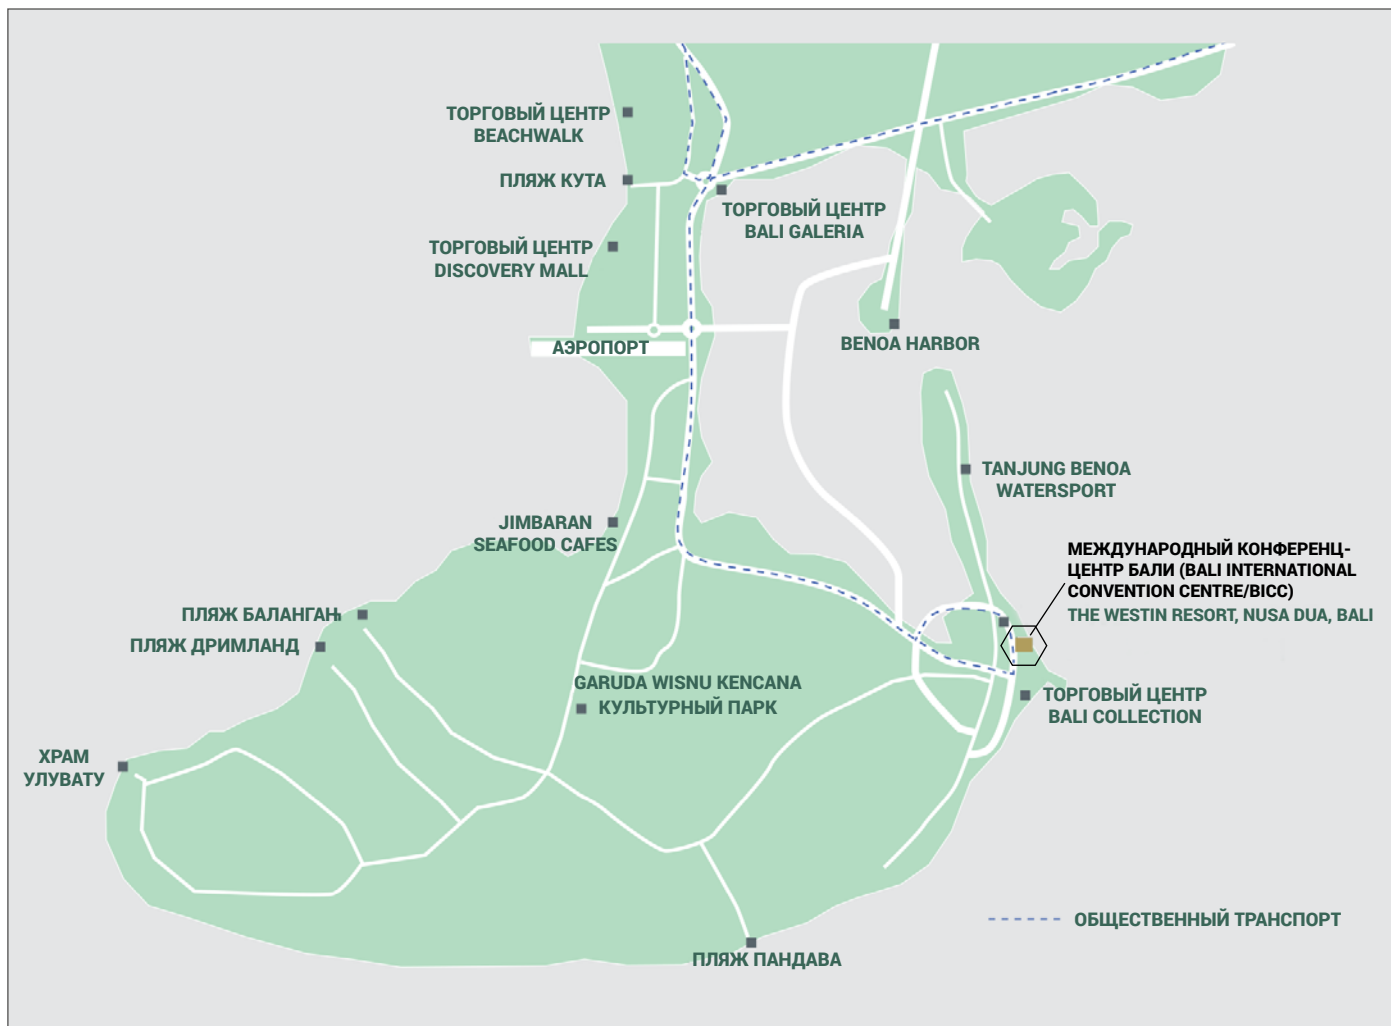 ТОРГОВЫЙ ЦЕНТР
BEACHWALK
ПЛЯЖ КУТА
ТОРГОВЫЙ ЦЕНТР
BALI GALERIA
ТОРГОВЫЙ ЦЕНТР
DISCOVERY MALL
АЭРОПОРТ
BENOA HARBOR
TANJUNG BENOA
WATERSPORT
JIMBARAN
SEAFOOD CAFES
МЕЖДУНАРОДНЫЙ КОНФЕРЕНЦ-
ЦЕНТР БАЛИ (BALI INTERNATIONAL
CONVENTION CENTRE/BICC)
THE WESTIN RESORT, NUSA DUA, BALI
ПЛЯЖ БАЛАНГАН
ПЛЯЖ ДРИМЛАНД
GARUDA WISNU KENCANA
КУЛЬТУРНЫЙ ПАРК
ТОРГОВЫЙ ЦЕНТР
BALI COLLECTION
ХРАМ
УЛУВАТУ
ОБЩЕСТВЕННЫЙ ТРАНСПОРТ
ПЛЯЖ ПАНДАВА